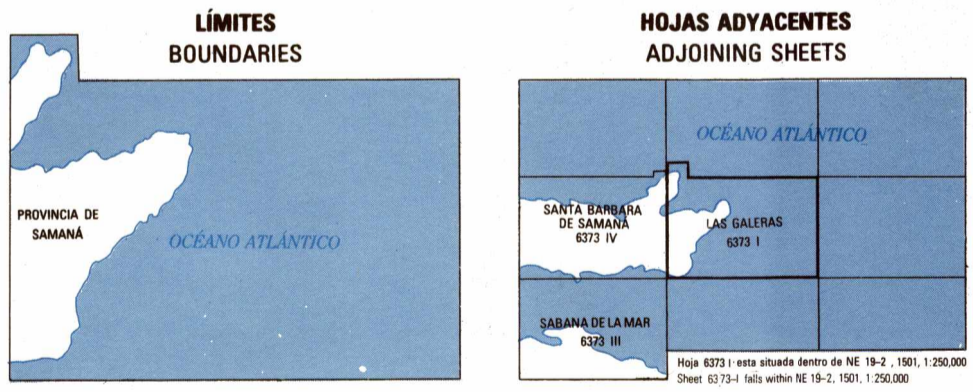 LÍMITES
BOUNDARIES
PROVINCIA DE
SAMANÁ
OCÉANO ATLÁNTICO
HOJAS ADYACENTES
ADJOINING SHEETS
OCÉANO ATLÁNTICO
SANTA BARBARA
DE SAMANÁ
6373 IV
LAS GALERAS
6373 I
SABANA DE LA MAR
6373 III
Hoja 6373 I esta situada dentro de NE 19-2 , 1501, 1:250,000
Sheet 6373-I falls within NE 19-2, 1501, 1:250,000